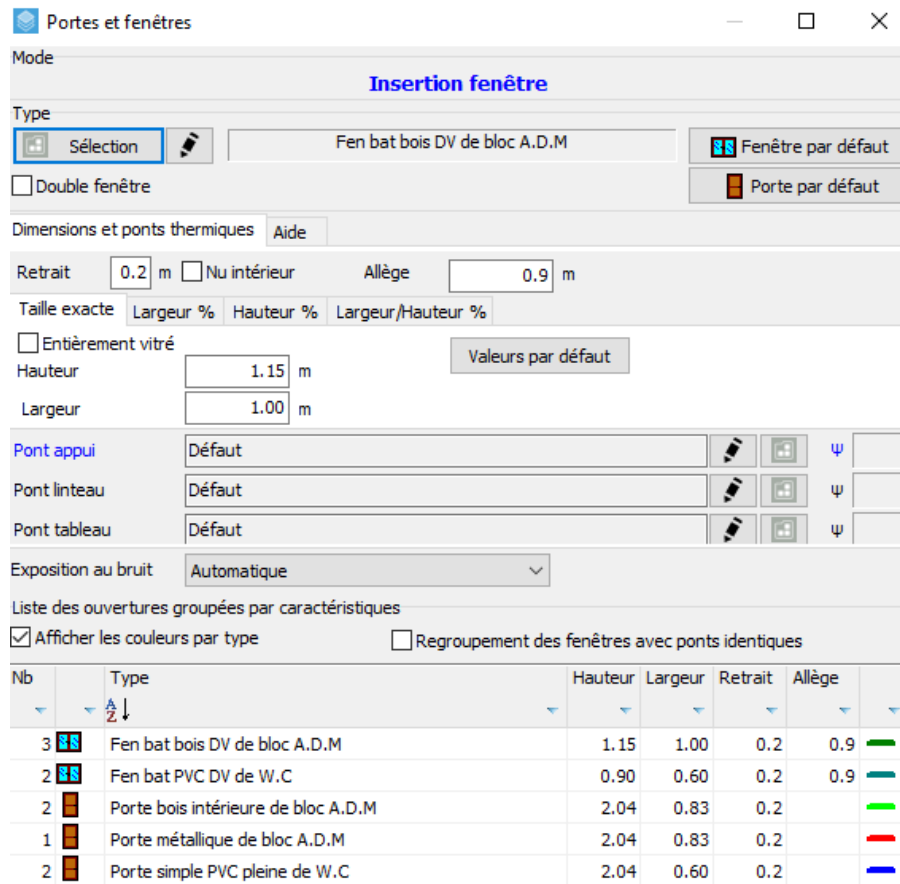 Portes et fenêtres
Mode
Insertion fenêtre
Type
Sélection Fen bat bois DV de bloc A.D.M Fenêtre par défaut
Double fenêtre Porte par défaut
Dimensions et ponts thermiques Aide
Retrait 0.2 m Nu intérieur Allège 0.9 m
Taille exacte Largeur % Hauteur % Largeur/Hauteur %
Entièrement vitré
Valeurs par défaut
Hauteur 1.15 m
Largeur 1.00 m
Pont appui Défaut Ψ
Pont linteau Défaut Ψ
Pont tableau Défaut Ψ
Exposition au bruit Automatique
Liste des ouvertures groupées par caractéristiques
Afficher les couleurs par type Regroupement des fenêtres avec ponts identiques
Nb Type Hauteur Largeur Retrait Allège
A Z
3 Fen bat bois DV de bloc A.D.M 1.15 1.00 0.2 0.9
2 Fen bat PVC DV de W.C 0.90 0.60 0.2 0.9
2 Porte bois intérieure de bloc A.D.M 2.04 0.83 0.2
1 Porte métallique de bloc A.D.M 2.04 0.83 0.2
2 Porte simple PVC pleine de W.C 2.04 0.60 0.2